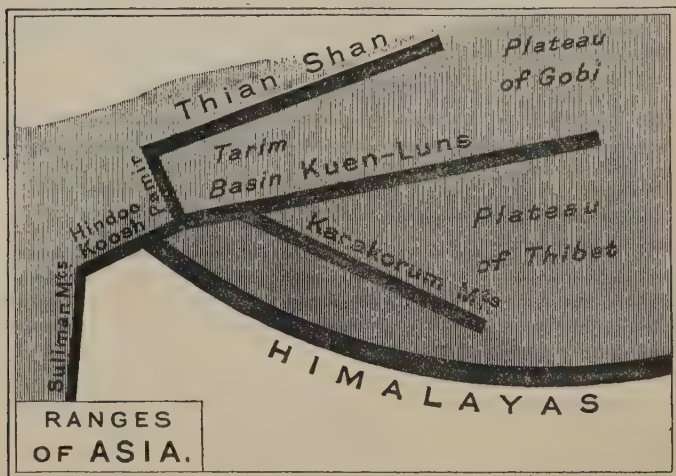 Thian Shan
Plateau
of Gobi
Tarim
Basin
Kuen-Luns
Pamir
Hindoo
Koosh
Plateau
of Thibet
Karakorum Mts
Suliman Mts
HIMALAYAS
RANGES
OF ASIA.